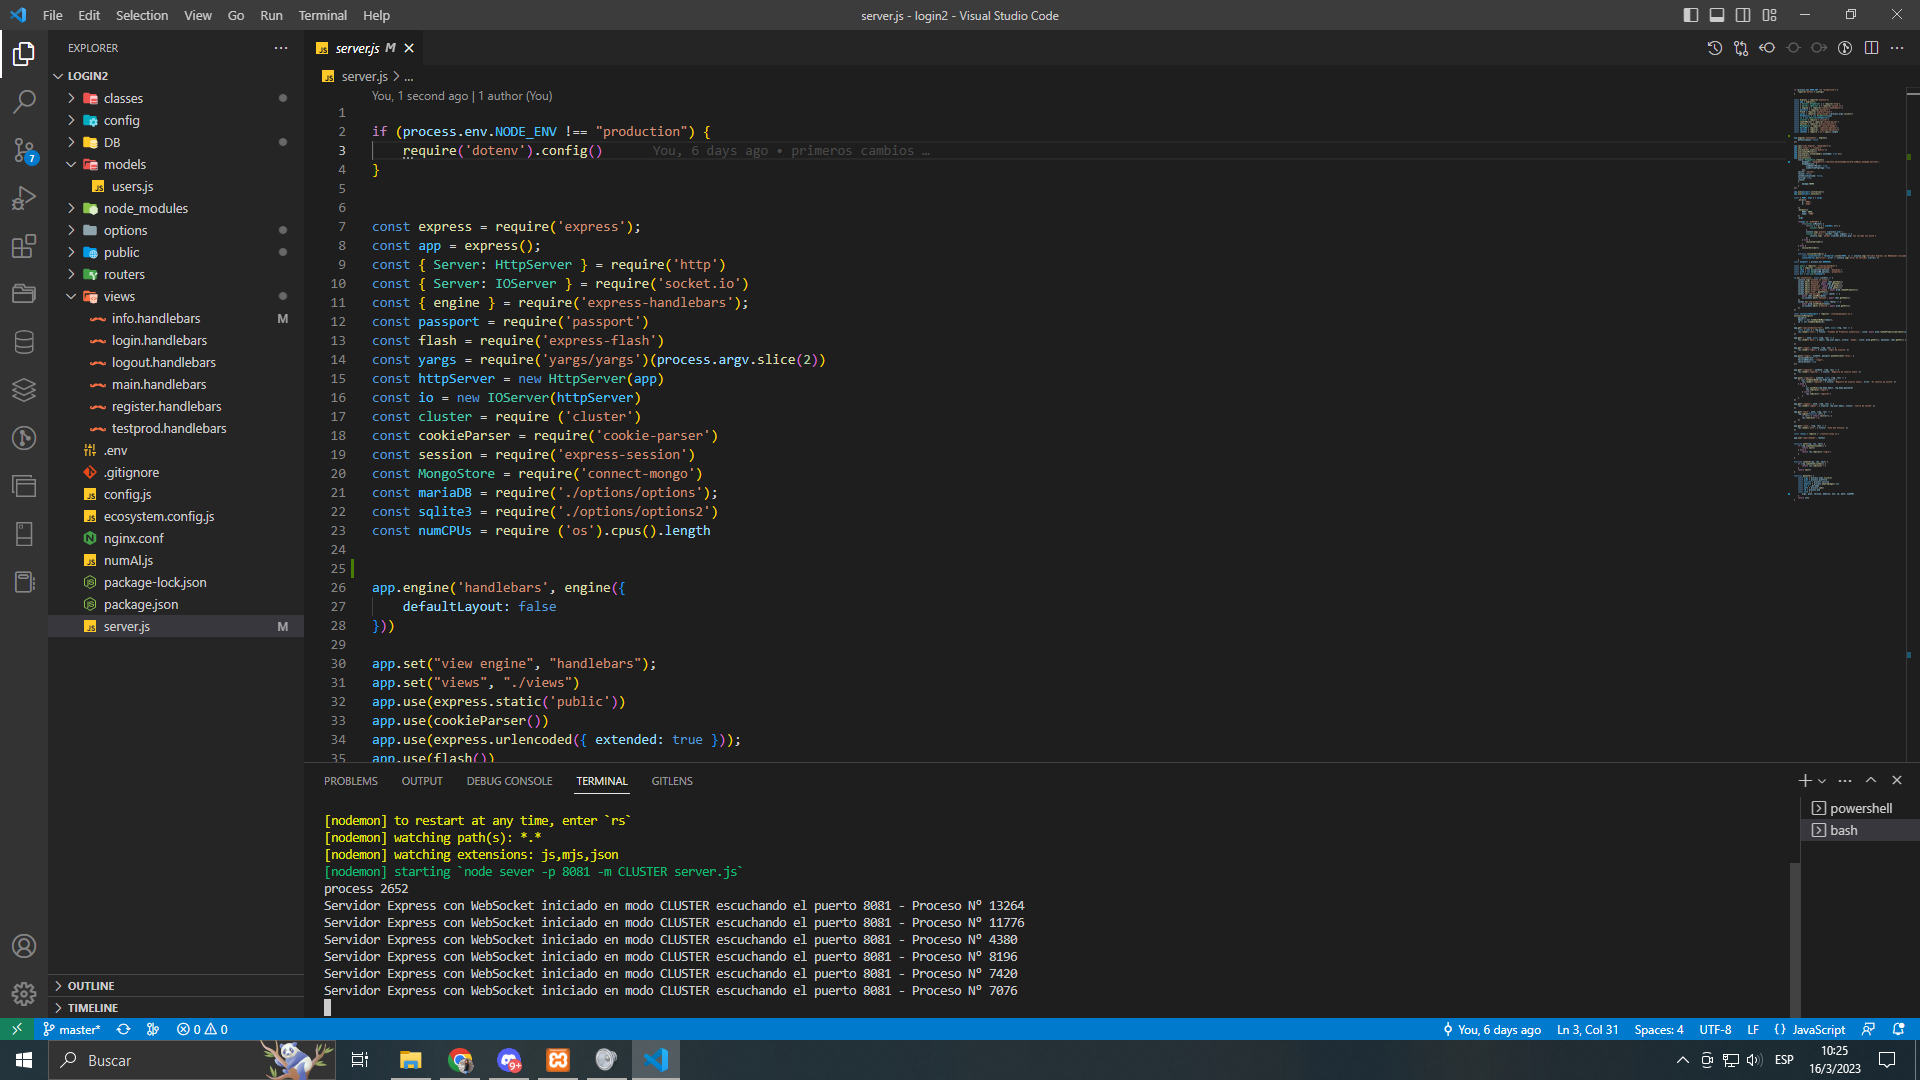 File Edit Selection View Go Run Terminal Help
server.js - login2 - Visual Studio Code
EXPLORER
LOGIN2
classes
config
DB
models
users.js
node_modules
options
public
routers
views
info.handlebars M
login.handlebars
logout.handlebars
main.handlebars
register.handlebars
testprod.handlebars
.env
.gitignore
config.js
ecosystem.config.js
nginx.conf
numAl.js
package-lock.json
package.json
server.js M
OUTLINE
TIMELINE
7
server.js M
server.js > ...
You, 1 second ago | 1 author (You)
1
2 if (process.env.NODE_ENV !== "production") {
3 require('dotenv').config() You, 6 days ago • primeros cambios …
4 }
5
6
7 const express = require('express');
8 const app = express();
9 const { Server: HttpServer } = require('http')
10 const { Server: IOServer } = require('socket.io')
11 const { engine } = require('express-handlebars');
12 const passport = require('passport')
13 const flash = require('express-flash')
14 const yargs = require('yargs/yargs')(process.argv.slice(2))
15 const httpServer = new HttpServer(app)
16 const io = new IOServer(httpServer)
17 const cluster = require ('cluster')
18 const cookieParser = require('cookie-parser')
19 const session = require('express-session')
20 const MongoStore = require('connect-mongo')
21 const mariaDB = require('./options/options');
22 const sqlite3 = require('./options/options2')
23 const numCPUs = require ('os').cpus().length
24
25
26 app.engine('handlebars', engine({
27 defaultLayout: false
28 }))
29
30 app.set("view engine", "handlebars");
31 app.set("views", "./views")
32 app.use(express.static('public'))
33 app.use(cookieParser())
34 app.use(express.urlencoded({ extended: true }));
35 app.use(flash())
PROBLEMS OUTPUT DEBUG CONSOLE TERMINAL GITLENS
[nodemon] to restart at any time, enter `rs`
[nodemon] watching path(s): *.*
[nodemon] watching extensions: js,mjs,json
[nodemon] starting `node sever -p 8081 -m CLUSTER server.js`
process 2652
Servidor Express con WebSocket iniciado en modo CLUSTER escuchando el puerto 8081 - Proceso Nº 13264
Servidor Express con WebSocket iniciado en modo CLUSTER escuchando el puerto 8081 - Proceso Nº 11776
Servidor Express con WebSocket iniciado en modo CLUSTER escuchando el puerto 8081 - Proceso Nº 4380
Servidor Express con WebSocket iniciado en modo CLUSTER escuchando el puerto 8081 - Proceso Nº 8196
Servidor Express con WebSocket iniciado en modo CLUSTER escuchando el puerto 8081 - Proceso Nº 7420
Servidor Express con WebSocket iniciado en modo CLUSTER escuchando el puerto 8081 - Proceso Nº 7076
powershell
bash
master* 0 0
You, 6 days ago Ln 3, Col 31 Spaces: 4 UTF-8 LF {} JavaScript
Buscar
9+
ESP
10:25
16/3/2023